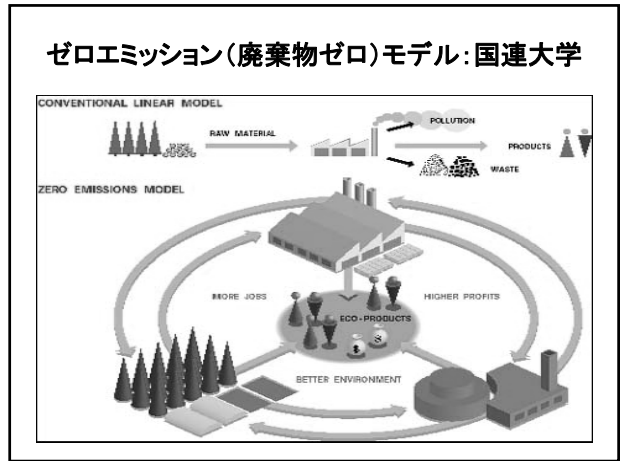 ゼロエミッション(廃棄物ゼロ)モデル:国連大学
CONVENTIONAL LINEAR MODEL
POLLUTION
RAW MATERIAL
PRODUCTS
WASTE
ZERO EMISSIONS MODEL
MORE JOBS
HIGHER PROFITS
ECO-PRODUCTS
BETTER ENVIRONMENT